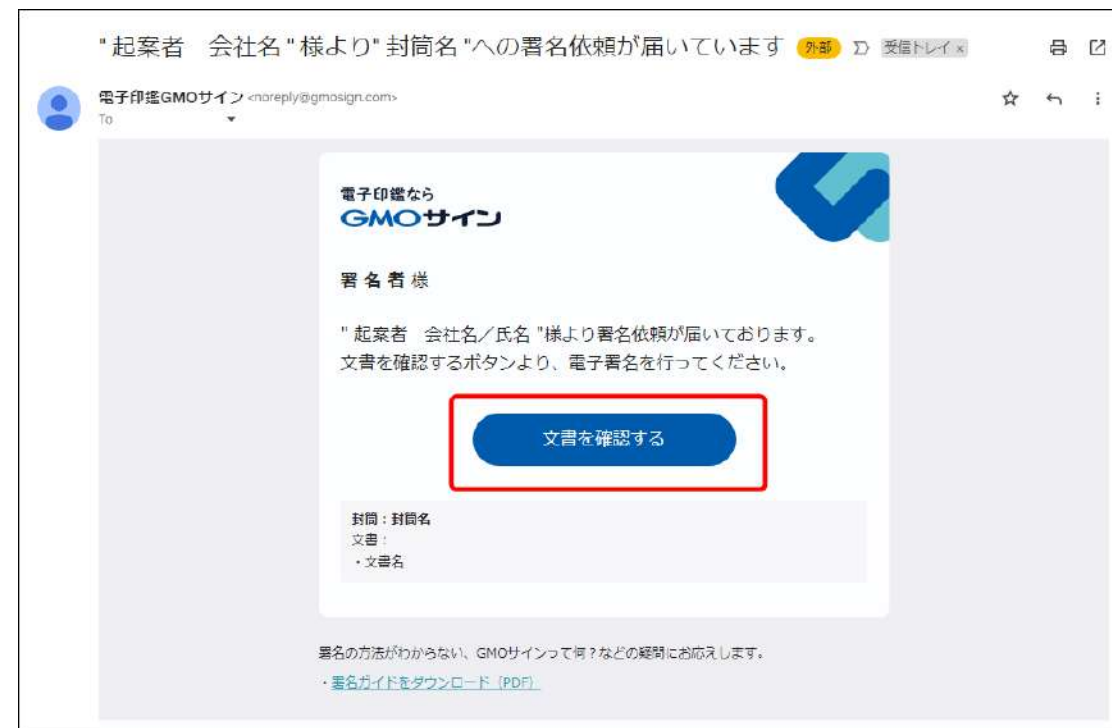 "起案者　会社名"様より"封筒名"への署名依頼が届いています 外部 受信トレイ ×
電子印鑑GMOサイン <noreply@gmosign.com>
To
電子印鑑なら
GMOサイン
署名者様
"起案者　会社名／氏名"様より署名依頼が届いております。
文書を確認するボタンより、電子署名を行ってください。
文書を確認する
封筒：封筒名
文書：
・文書名
署名の方法がわからない、GMOサインって何？などの疑問にお応えします。
・署名ガイドをダウンロード（PDF）